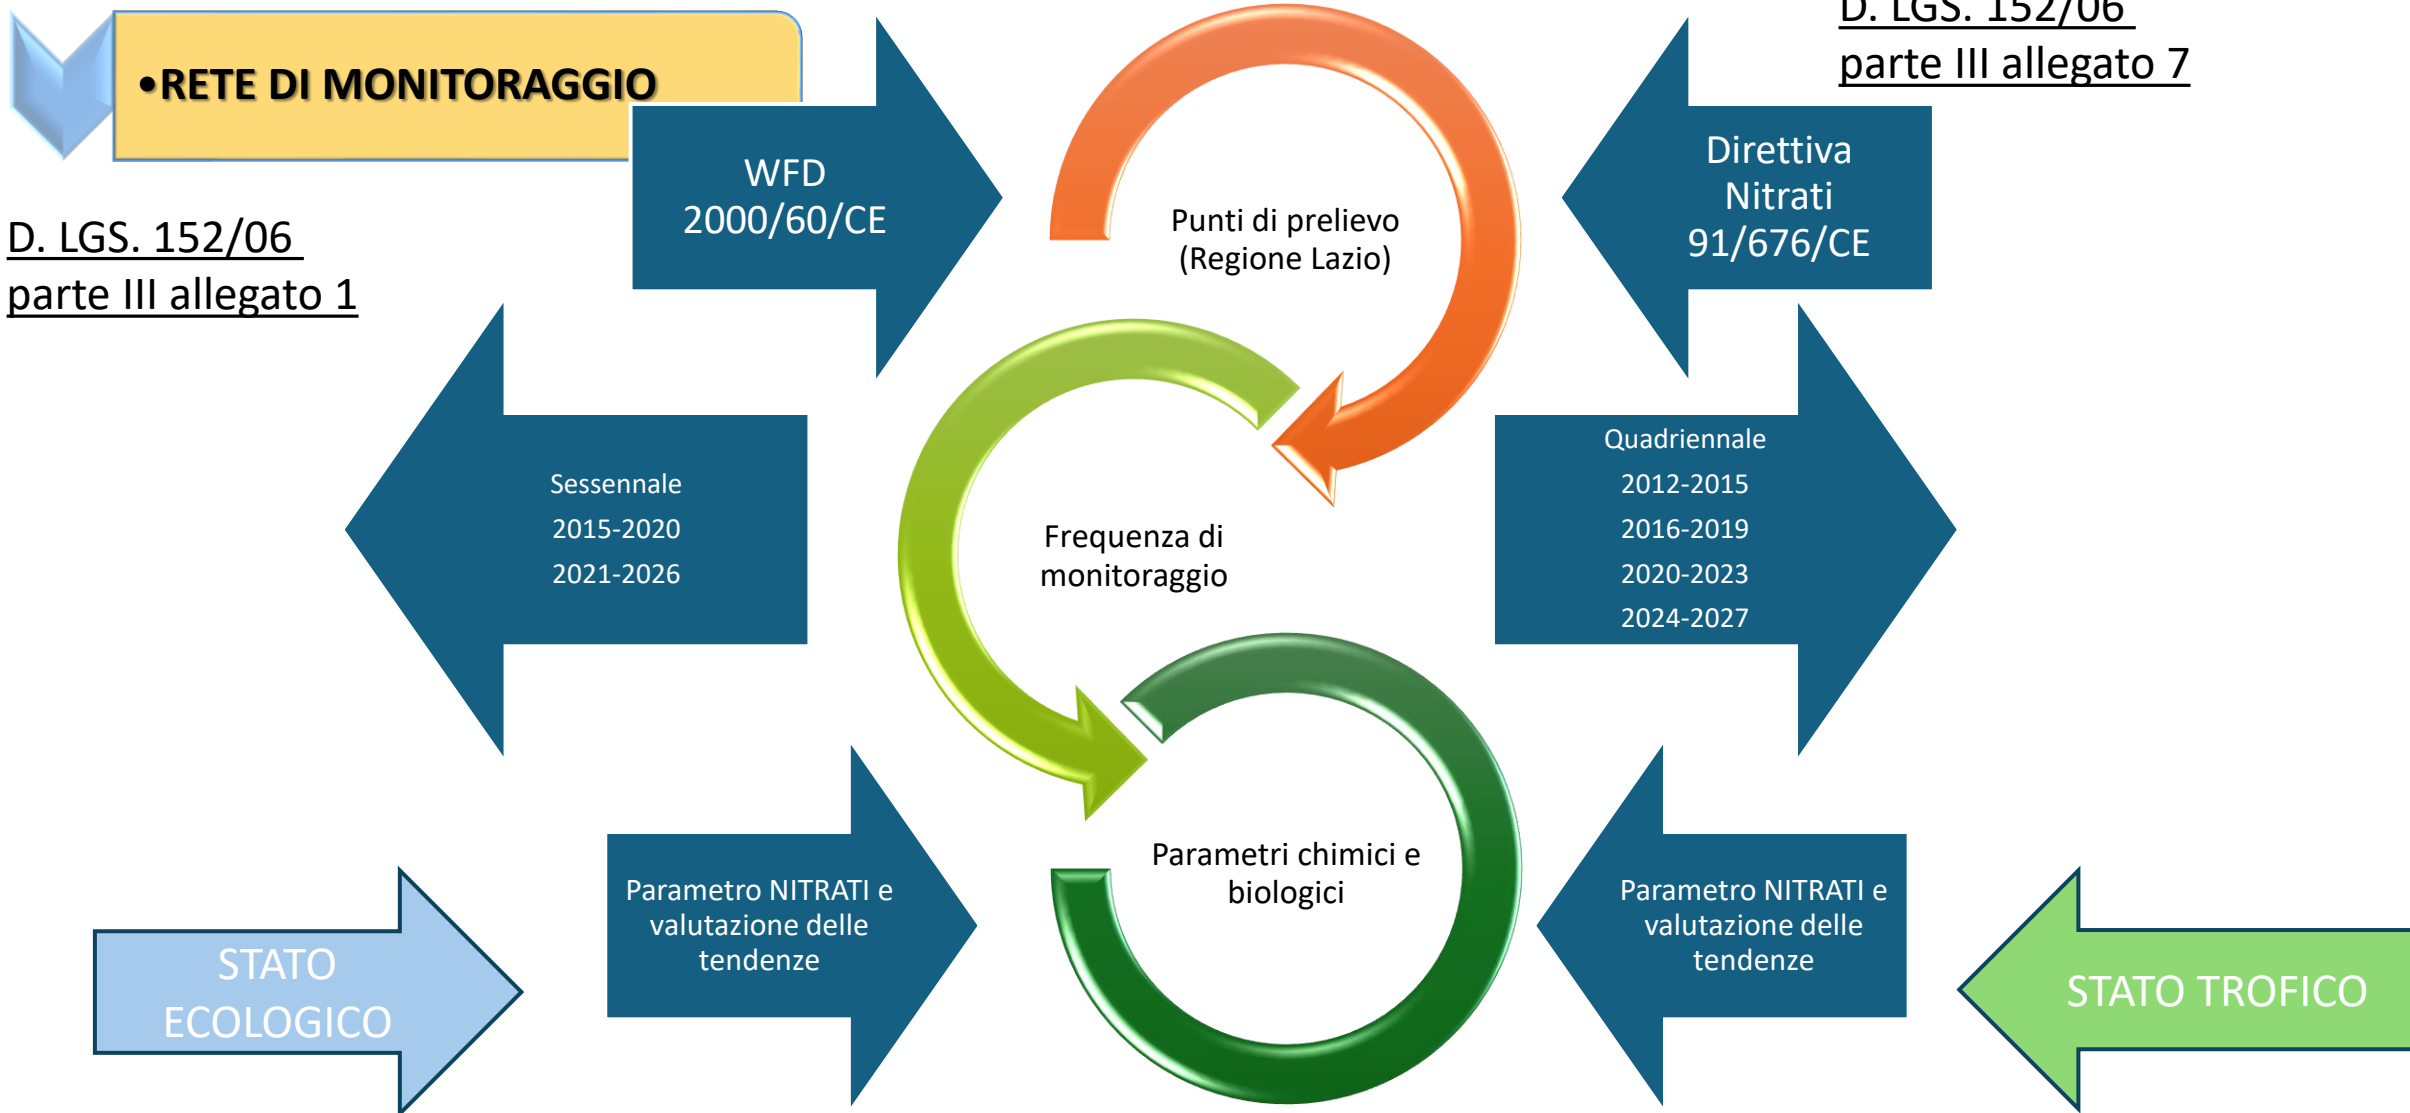 •RETE DI MONITORAGGIO
D. LGS. 152/06
parte III allegato 1
D. LGS. 152/06
parte III allegato 7
WFD
2000/60/CE
Punti di prelievo
(Regione Lazio)
Direttiva
Nitrati
91/676/CE
Sessennale
2015-2020
2021-2026
Frequenza di
monitoraggio
Quadriennale
2012-2015
2016-2019
2020-2023
2024-2027
STATO
ECOLOGICO
Parametro NITRATI e
valutazione delle
tendenze
Parametri chimici e
biologici
Parametro NITRATI e
valutazione delle
tendenze
STATO TROFICO